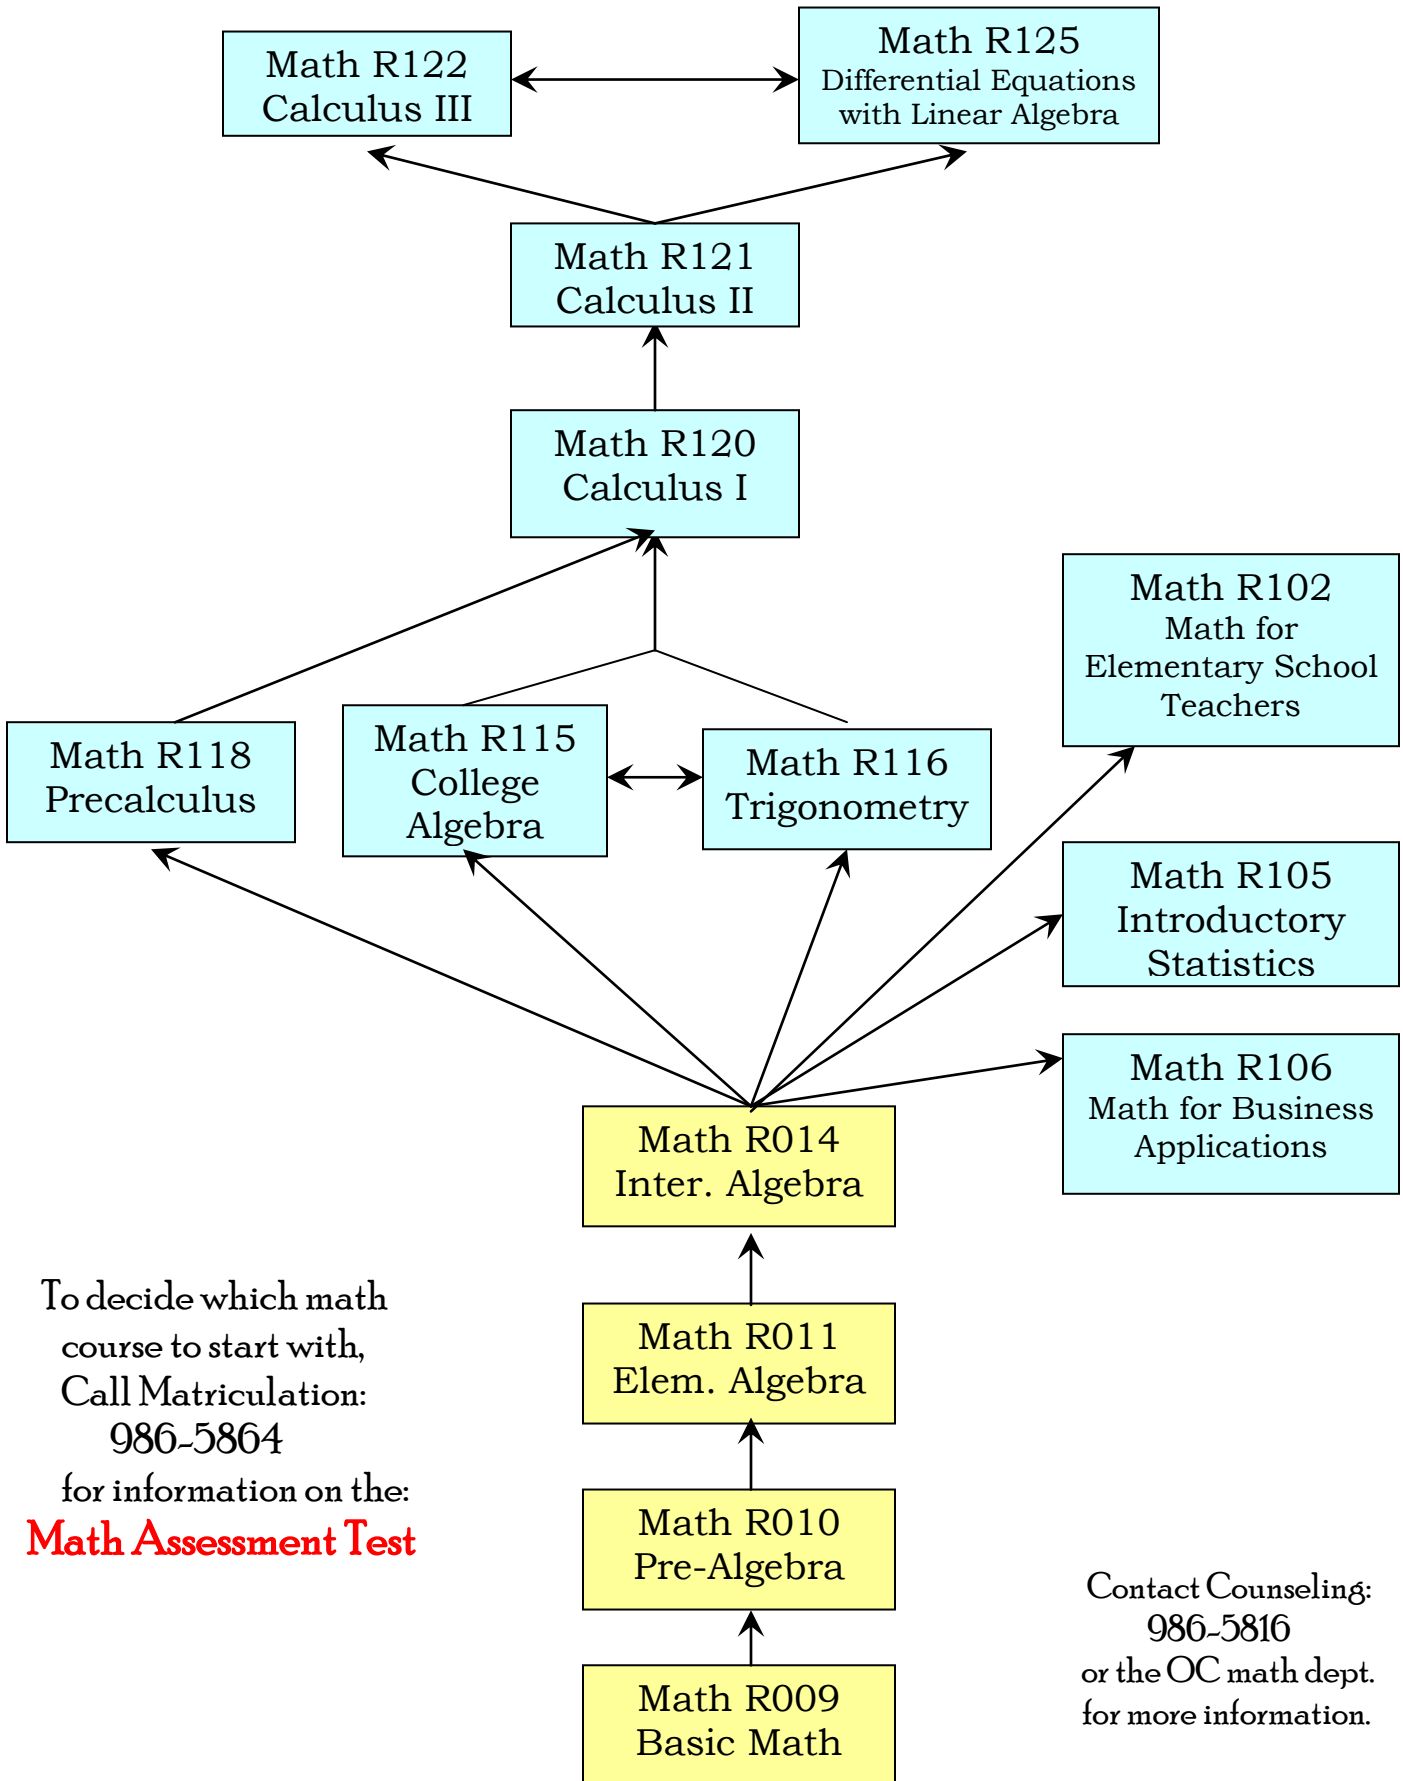 Math R122
Calculus III
Math R125
Differential Equations
with Linear Algebra
Math R121
Calculus II
Math R120
Calculus I
Math R102
Math for
Elementary School
Teachers
Math R118
Precalculus
Math R115
College
Algebra
Math R116
Trigonometry
Math R105
Introductory
Statistics
Math R106
Math for Business
Applications
Math R014
Inter. Algebra
To decide which math
course to start with,
Call Matriculation:
986-5864
for information on the:
Math Assessment Test
Math R011
Elem. Algebra
Math R010
Pre-Algebra
Math R009
Basic Math
Contact Counseling:
986-5816
or the OC math dept.
for more information.